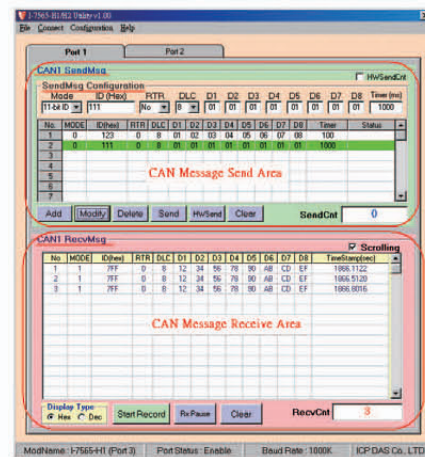 I-7565-H1/H2 Utility v1.00
File Connect Configuration Help
Port 1 Port 2
CAN1 SendMsg
HWSendCnt
SendMsg Configuration
Mode ID (Hex) RTR DLC D1 D2 D3 D4 D5 D6 D7 D8 Timer (ms)
11-bit ID 111 No 8 01 01 01 01 01 01 01 01 1000
No. MODE ID(hex) RTR DLC D1 D2 D3 D4 D5 D6 D7 D8 Timer Status
1 0 123 0 8 01 02 03 04 05 06 07 08 100
2 0 111 0 8 01 01 01 01 01 01 01 01 1000
3
4
5
6
7
CAN Message Send Area
Add Modify Delete Send HWSend Clear SendCnt 0
CAN1 RecvMsg
Scrolling
No MODE ID(hex) RTR DLC D1 D2 D3 D4 D5 D6 D7 D8 TimeStamp(sec)
1 1 7FF 0 8 12 34 56 78 90 AB CD EF 1866.1122
2 1 7FF 0 8 12 34 56 78 90 AB CD EF 1866.5120
3 1 7FF 0 8 12 34 56 78 90 AB CD EF 1866.8016
CAN Message Receive Area
Display Type
Hex Dec
Start Record Rx Pause Clear RecvCnt 3
ModName : I-7565-H1 (Port 3) Port Status : Enable Baud Rate : 1000K ICP DAS Co., LTD